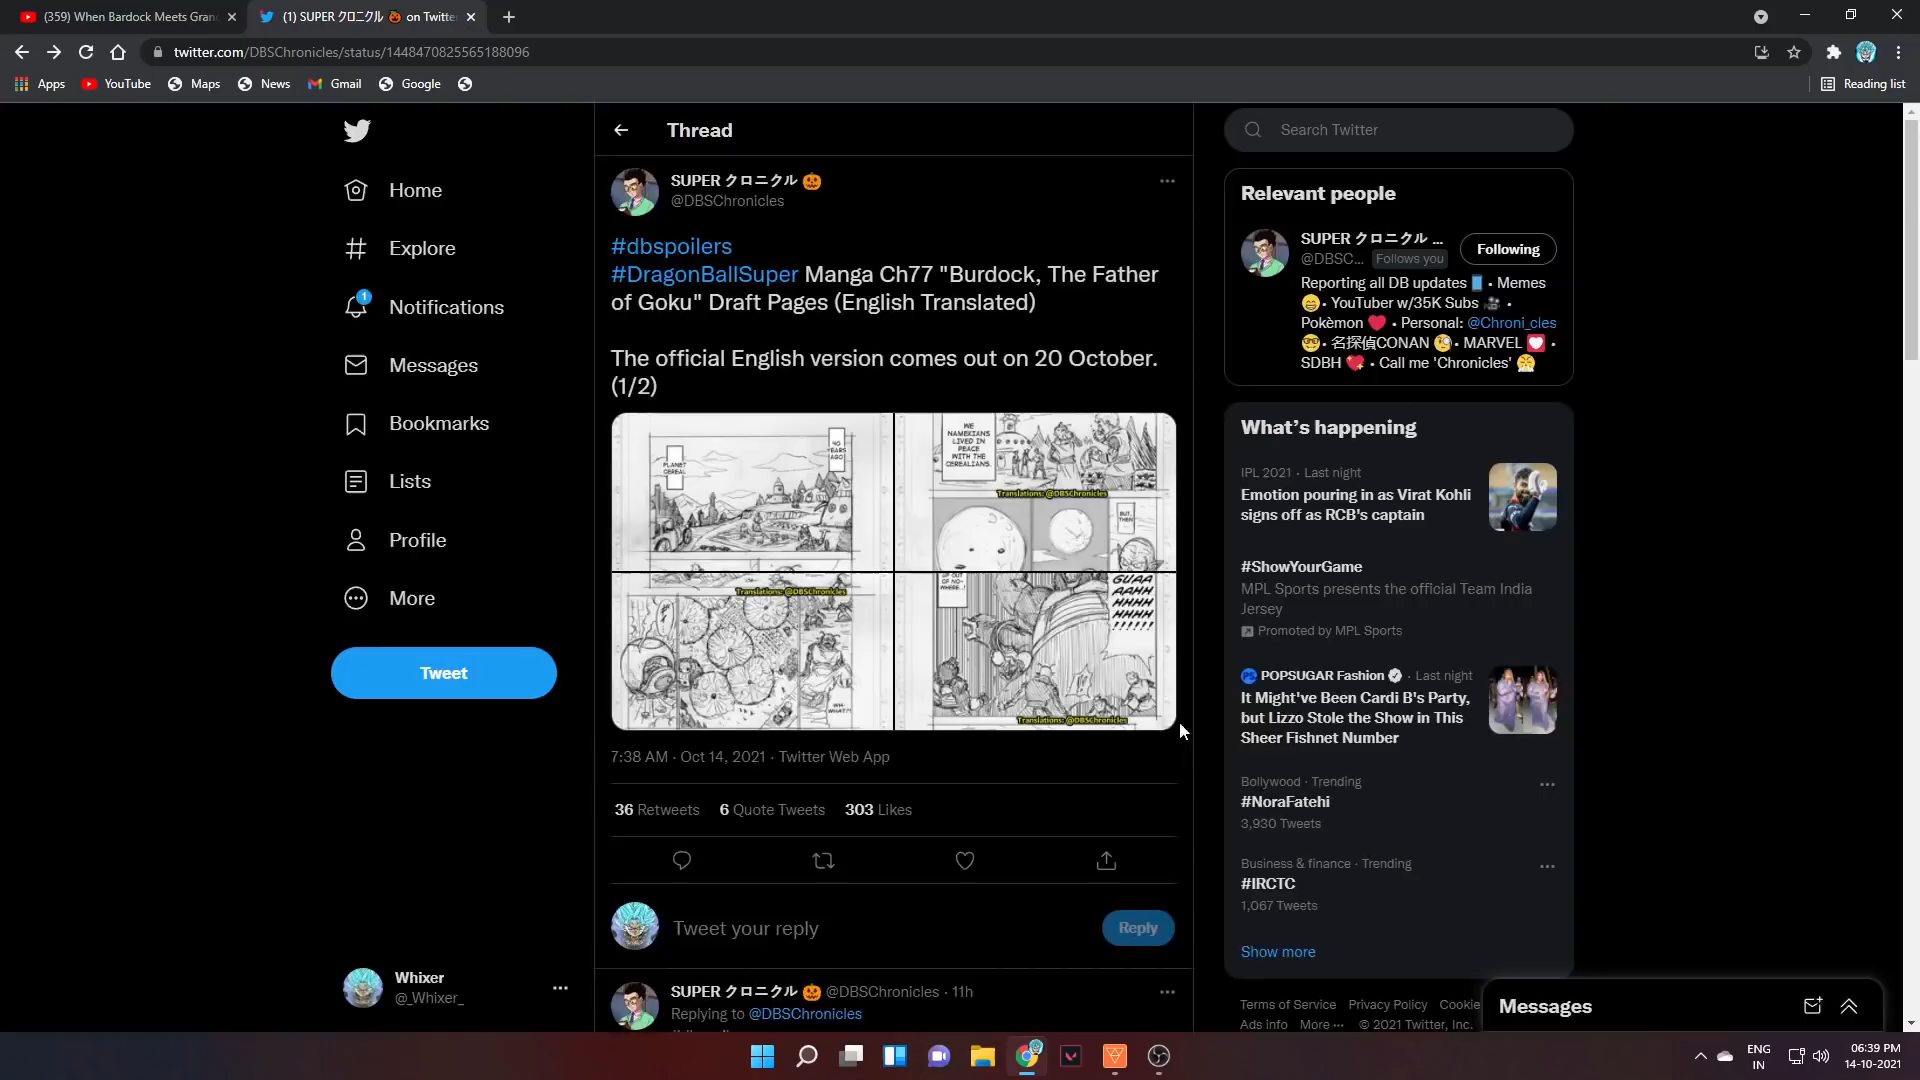 (359) When Bardock Meets Gran
(1) SUPER クロニクル 🎃 on Twitte
twitter.com/DBSChronicles/status/1448470825565188096
Apps
YouTube
Maps
News
Gmail
Google
Reading list
Home
Explore
1
Notifications
Messages
Bookmarks
Lists
Profile
More
Tweet
Whixer
@_Whixer_
Thread
SUPER クロニクル 🎃
@DBSChronicles
#dbspoilers
#DragonBallSuper Manga Ch77 "Burdock, The Father
of Goku" Draft Pages (English Translated)
The official English version comes out on 20 October.
(1/2)
PLANET
CEREAL
40
YEARS
AGO
WE
NAMEKIANS
LIVED IN
PEACE
WITH THE
CEREALIANS.
Translations: @DBSChronicles
BUT,
THEN
Translations: @DBSChronicles
WH-
WHAT?!
UP OUT
OF NO-
WHERE...!
GUAA
AAHH
HHHH
HHHH
!!!!!
Translations: @DBSChronicles
7:38 AM · Oct 14, 2021 · Twitter Web App
36 Retweets 6 Quote Tweets 303 Likes
Tweet your reply
Reply
SUPER クロニクル 🎃 @DBSChronicles · 11h
Replying to @DBSChronicles
Search Twitter
Relevant people
SUPER クロニクル ...
@DBSC... Follows you
Following
Reporting all DB updates 📱 • Memes
😄 • YouTuber w/35K Subs 🎥 •
Pokèmon ❤️ • Personal: @Chroni_cles
🤓 • 名探偵CONAN 🧐 • MARVEL 💟 •
SDBH 💖 • Call me 'Chronicles' 😤
What's happening
IPL 2021 · Last night
Emotion pouring in as Virat Kohli
signs off as RCB's captain
#ShowYourGame
MPL Sports presents the official Team India
Jersey
Promoted by MPL Sports
POPSUGAR Fashion · Last night
It Might've Been Cardi B's Party,
but Lizzo Stole the Show in This
Sheer Fishnet Number
Bollywood · Trending
#NoraFatehi
3,930 Tweets
Business & finance · Trending
#IRCTC
1,067 Tweets
Show more
Terms of Service Privacy Policy Cookie
Ads info More ··· © 2021 Twitter, Inc.
Messages
ENG
IN
06:39 PM
14-10-2021